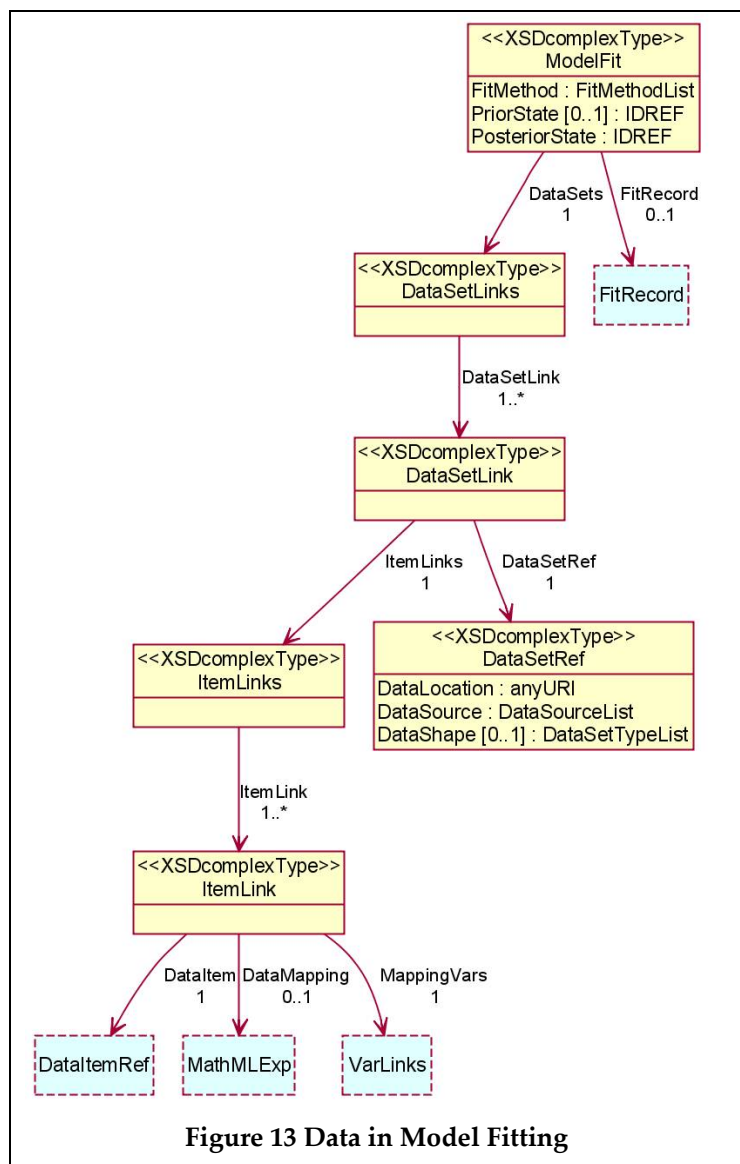 <<XSDcomplexType>>
ModelFit
FitMethod : FitMethodList
PriorState [0..1] : IDREF
PosteriorState : IDREF
DataSets
1
FitRecord
0..1
<<XSDcomplexType>>
DataSetLinks
FitRecord
DataSetLink
1..*
<<XSDcomplexType>>
DataSetLink
ItemLinks
1
DataSetRef
1
<<XSDcomplexType>>
ItemLinks
<<XSDcomplexType>>
DataSetRef
DataLocation : anyURI
DataSource : DataSourceList
DataShape [0..1] : DataSetTypeList
ItemLink
1..*
<<XSDcomplexType>>
ItemLink
DataItem
1
DataMapping
0..1
MappingVars
1
DataItemRef
MathMLExp
VarLinks
Figure 13 Data in Model Fitting